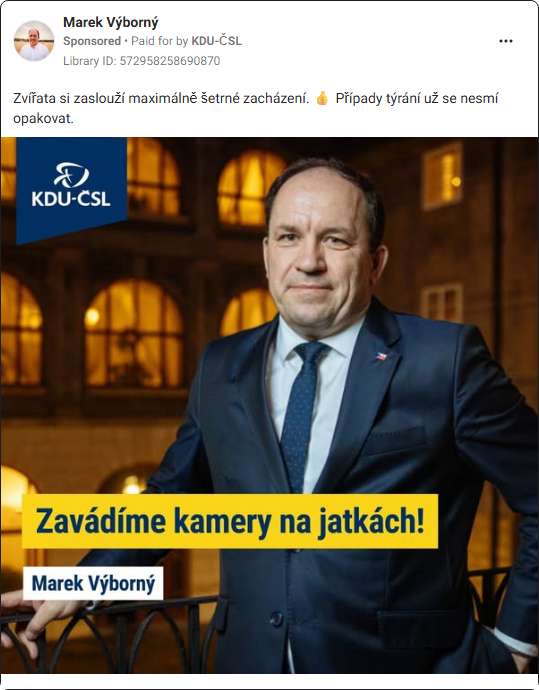 Marek Výborný
Sponsored • Paid for by KDU-ČSL
Library ID: 572958258690870
Zvířata si zaslouží maximálně šetrné zacházení. 👍 Případy týrání už se nesmí
opakovat.
KDU-ČSL
Zavádíme kamery na jatkách!
Marek Výborný